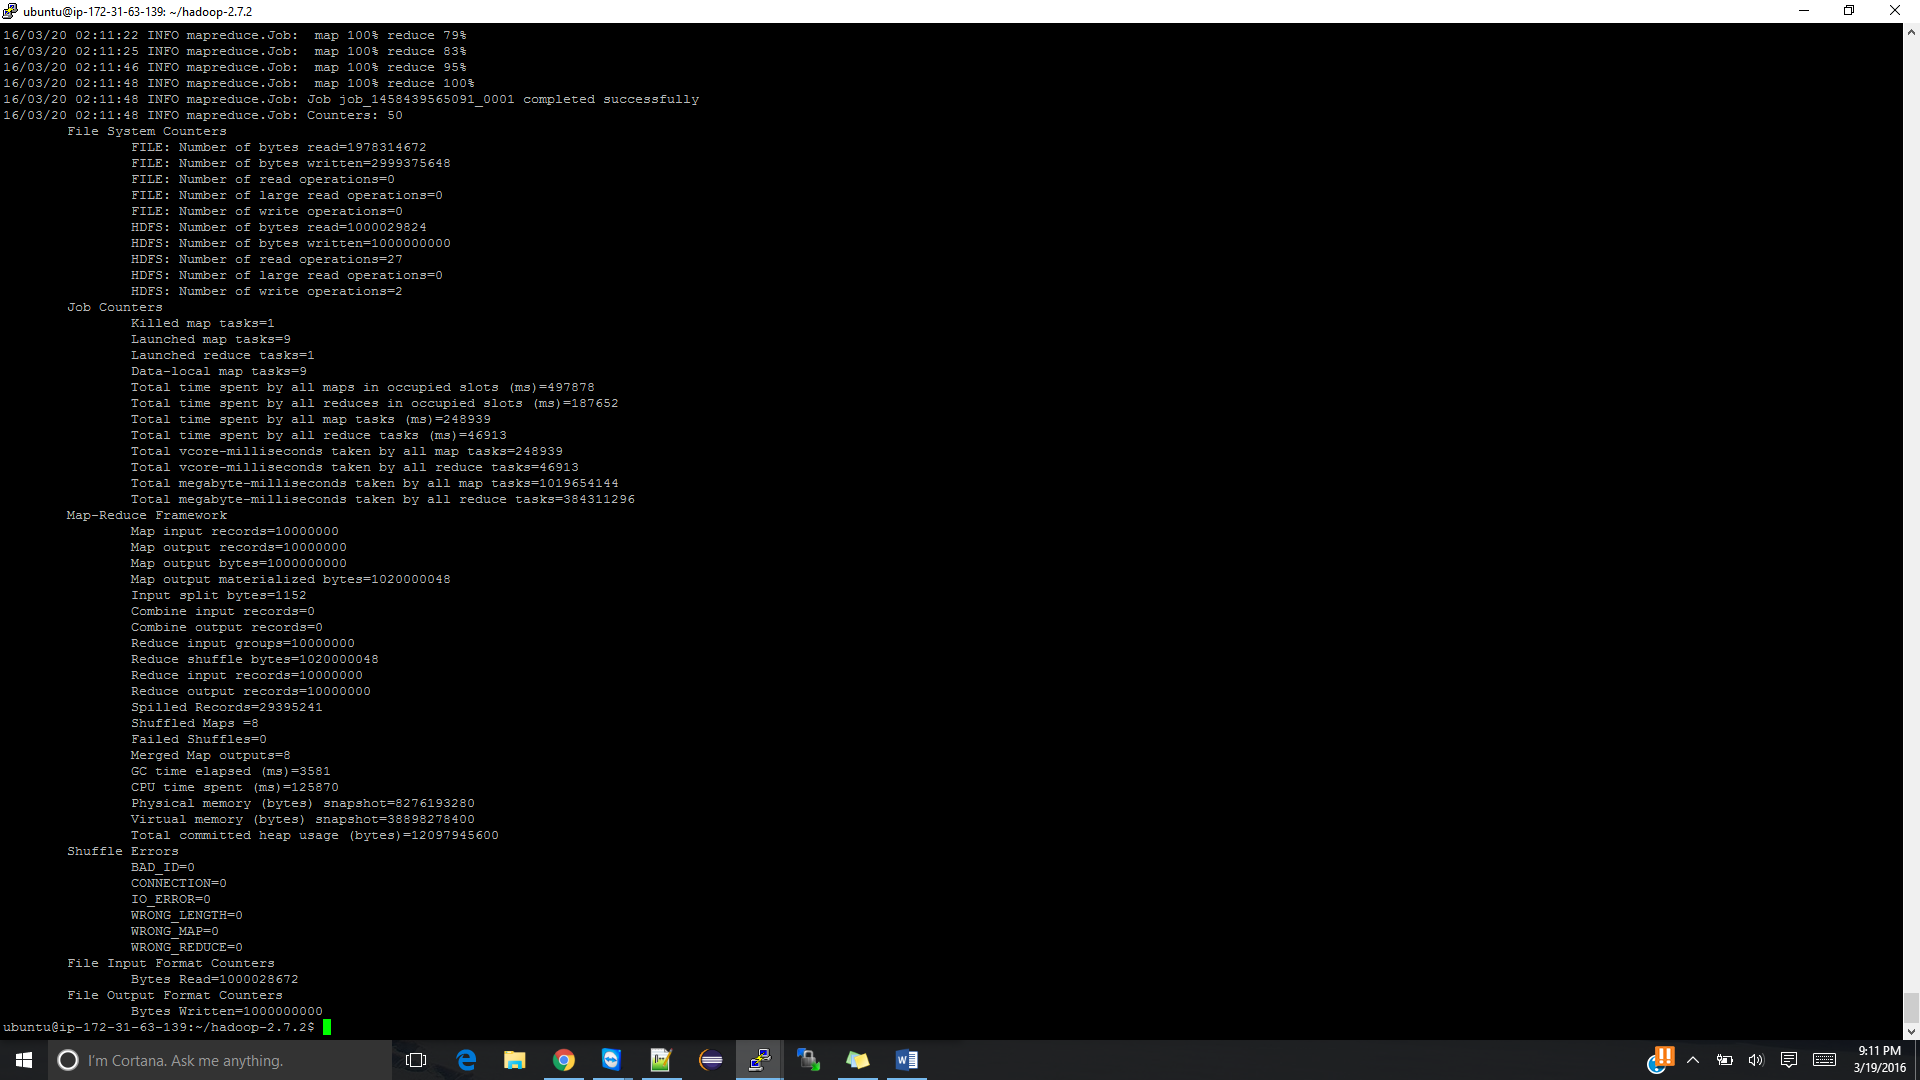 ubuntu@ip-172-31-63-139: ~/hadoop-2.7.2
16/03/20 02:11:22 INFO mapreduce.Job:  map 100% reduce 79%
16/03/20 02:11:25 INFO mapreduce.Job:  map 100% reduce 83%
16/03/20 02:11:46 INFO mapreduce.Job:  map 100% reduce 95%
16/03/20 02:11:48 INFO mapreduce.Job:  map 100% reduce 100%
16/03/20 02:11:48 INFO mapreduce.Job: Job job_1458439565091_0001 completed successfully
16/03/20 02:11:48 INFO mapreduce.Job: Counters: 50
File System Counters
FILE: Number of bytes read=1978314672
FILE: Number of bytes written=2999375648
FILE: Number of read operations=0
FILE: Number of large read operations=0
FILE: Number of write operations=0
HDFS: Number of bytes read=1000029824
HDFS: Number of bytes written=1000000000
HDFS: Number of read operations=27
HDFS: Number of large read operations=0
HDFS: Number of write operations=2
Job Counters
Killed map tasks=1
Launched map tasks=9
Launched reduce tasks=1
Data-local map tasks=9
Total time spent by all maps in occupied slots (ms)=497878
Total time spent by all reduces in occupied slots (ms)=187652
Total time spent by all map tasks (ms)=248939
Total time spent by all reduce tasks (ms)=46913
Total vcore-milliseconds taken by all map tasks=248939
Total vcore-milliseconds taken by all reduce tasks=46913
Total megabyte-milliseconds taken by all map tasks=1019654144
Total megabyte-milliseconds taken by all reduce tasks=384311296
Map-Reduce Framework
Map input records=10000000
Map output records=10000000
Map output bytes=1000000000
Map output materialized bytes=1020000048
Input split bytes=1152
Combine input records=0
Combine output records=0
Reduce input groups=10000000
Reduce shuffle bytes=1020000048
Reduce input records=10000000
Reduce output records=10000000
Spilled Records=29395241
Shuffled Maps =8
Failed Shuffles=0
Merged Map outputs=8
GC time elapsed (ms)=3581
CPU time spent (ms)=125870
Physical memory (bytes) snapshot=8276193280
Virtual memory (bytes) snapshot=38898278400
Total committed heap usage (bytes)=12097945600
Shuffle Errors
BAD_ID=0
CONNECTION=0
IO_ERROR=0
WRONG_LENGTH=0
WRONG_MAP=0
WRONG_REDUCE=0
File Input Format Counters
Bytes Read=1000028672
File Output Format Counters
Bytes Written=1000000000
ubuntu@ip-172-31-63-139:~/hadoop-2.7.2$
I'm Cortana. Ask me anything.
9:11 PM
3/19/2016